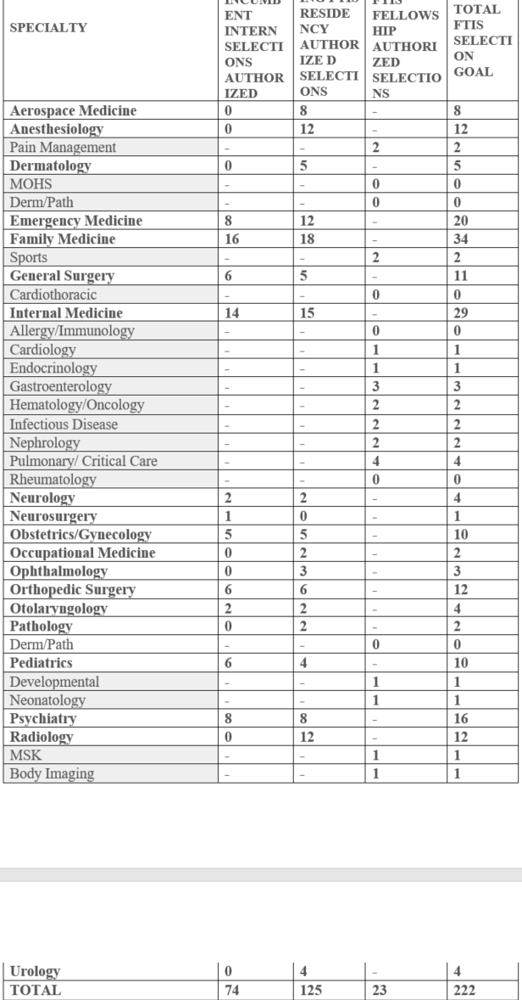 SPECIALTY
INCUMB
ENT
INTERN
SELECTI
ONS
AUTHOR
IZED
FTIS
RESIDE
NCY
AUTHOR
IZE D
SELECTI
ONS
FTIS
FELLOWS
HIP
AUTHORI
ZED
SELECTIO
NS
TOTAL
FTIS
SELECTI
ON
GOAL
Aerospace Medicine 0 8 - 8
Anesthesiology 0 12 - 12
Pain Management - - 2 2
Dermatology 0 5 - 5
MOHS - - 0 0
Derm/Path - - 0 0
Emergency Medicine 8 12 - 20
Family Medicine 16 18 - 34
Sports - - 2 2
General Surgery 6 5 - 11
Cardiothoracic - - 0 0
Internal Medicine 14 15 - 29
Allergy/Immunology - - 0 0
Cardiology - - 1 1
Endocrinology - - 1 1
Gastroenterology - - 3 3
Hematology/Oncology - - 2 2
Infectious Disease - - 2 2
Nephrology - - 2 2
Pulmonary/ Critical Care - - 4 4
Rheumatology - - 0 0
Neurology 2 2 - 4
Neurosurgery 1 0 - 1
Obstetrics/Gynecology 5 5 - 10
Occupational Medicine 0 2 - 2
Ophthalmology 0 3 - 3
Orthopedic Surgery 6 6 - 12
Otolaryngology 2 2 - 4
Pathology 0 2 - 2
Derm/Path - - 0 0
Pediatrics 6 4 - 10
Developmental - - 1 1
Neonatology - - 1 1
Psychiatry 8 8 - 16
Radiology 0 12 - 12
MSK - - 1 1
Body Imaging - - 1 1
Urology 0 4 - 4
TOTAL 74 125 23 222